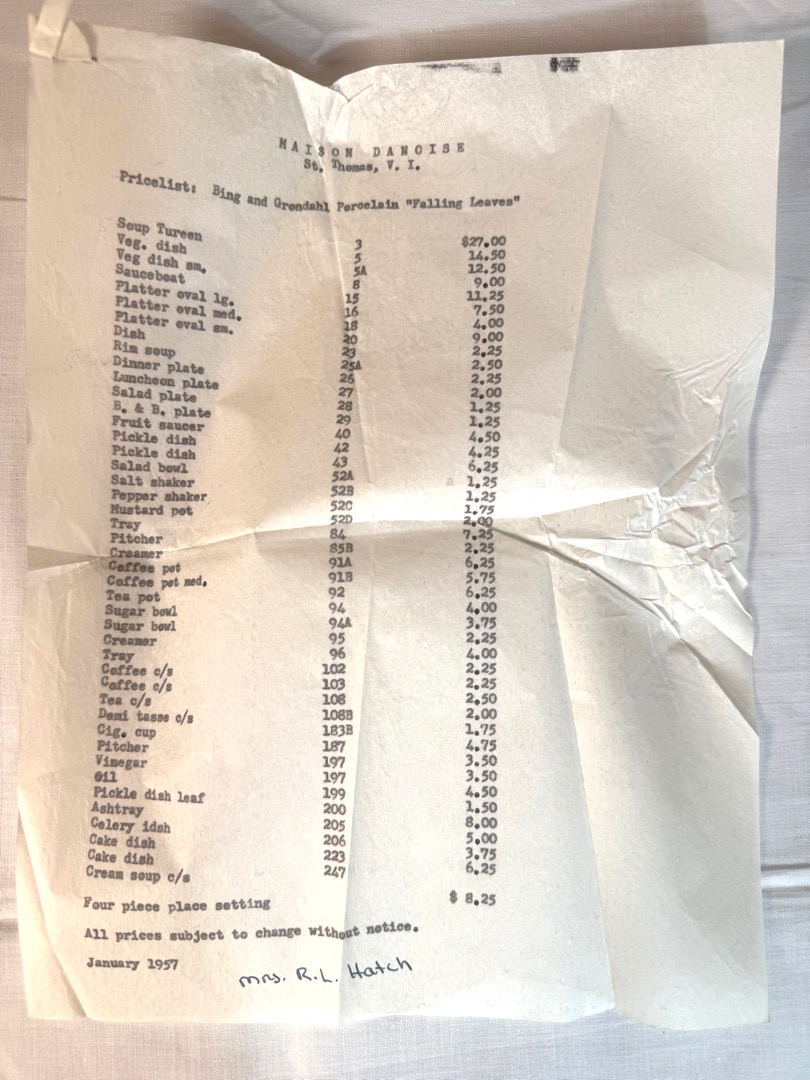 MAISON DANOISE
St. Thomas, V. I.
Pricelist: Bing and Grondahl Porcelain "Falling Leaves"
Soup Tureen 3 $27.00
Veg. dish 5 14.50
Veg dish sm. 5A 12.50
Sauceboat 8 9.00
Platter oval lg. 15 11.25
Platter oval med. 16 7.50
Platter oval sm. 18 4.00
Dish 20 9.00
Rim soup 23 2.25
Dinner plate 25A 2.50
Luncheon plate 26 2.25
Salad plate 27 2.00
B. & B. plate 28 1.25
Fruit saucer 29 1.25
Pickle dish 40 4.50
Pickle dish 42 4.25
Salad bowl 43 6.25
Salt shaker 52A 1.25
Pepper shaker 52B 1.25
Mustard pot 52C 1.75
Tray 52D 2.00
Pitcher 84 7.25
Creamer 85B 2.25
Coffee pot 91A 6.25
Coffee pot med. 91B 5.75
Tea pot 92 6.25
Sugar bowl 94 4.00
Sugar bowl 94A 3.75
Creamer 95 2.25
Tray 96 4.00
Coffee c/s 102 2.25
Coffee c/s 103 2.25
Tea c/s 108 2.50
Demi tasse c/s 108B 2.00
Cig. cup 183B 1.75
Pitcher 187 4.75
Vinegar 197 3.50
Oil 197 3.50
Pickle dish leaf 199 4.50
Ashtray 200 1.50
Celery idsh 205 8.00
Cake dish 206 5.00
Cake dish 223 3.75
Cream soup c/s 247 6.25
Four piece place setting $ 8.25
All prices subject to change without notice.
January 1957
Mrs. R.L. Hatch